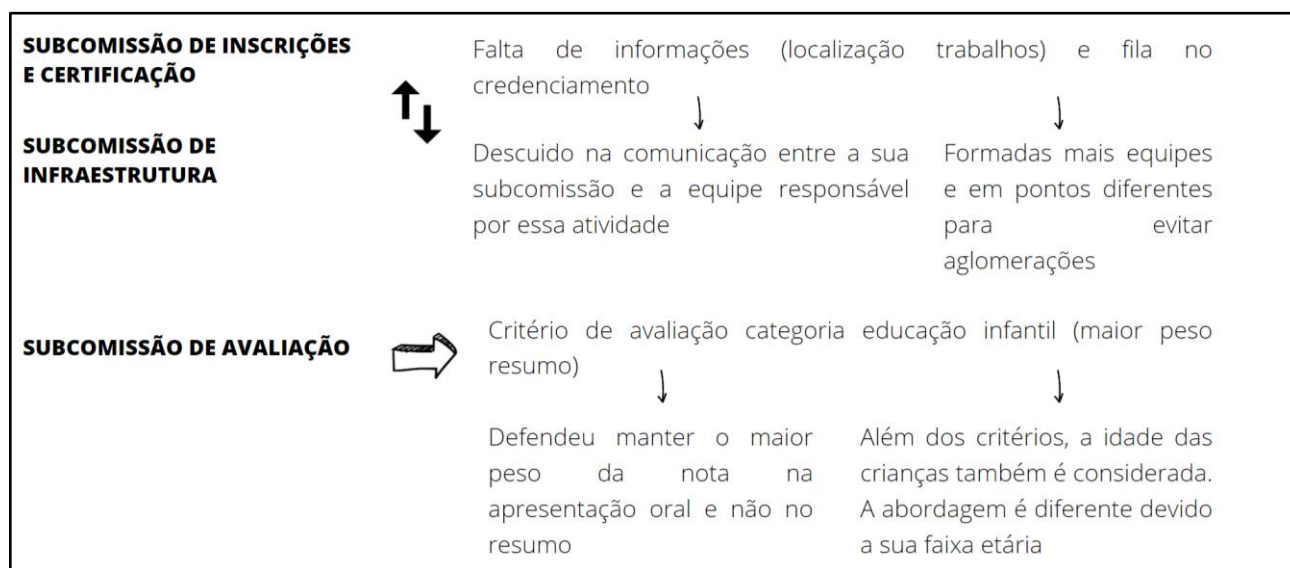 SUBCOMISSÃO DE INSCRIÇÕES
E CERTIFICAÇÃO
Falta de informações (localização trabalhos) e fila no
credenciamento
SUBCOMISSÃO DE
INFRAESTRUTURA
Descuido na comunicação entre a sua
subcomissão e a equipe responsável
por essa atividade
Formadas mais equipes
e em pontos diferentes
para evitar
aglomerações
SUBCOMISSÃO DE AVALIAÇÃO
Critério de avaliação categoria educação infantil (maior peso
resumo)
Defendeu manter o maior
peso da nota na
apresentação oral e não no
resumo
Além dos critérios, a idade das
crianças também é considerada.
A abordagem é diferente devido
a sua faixa etária